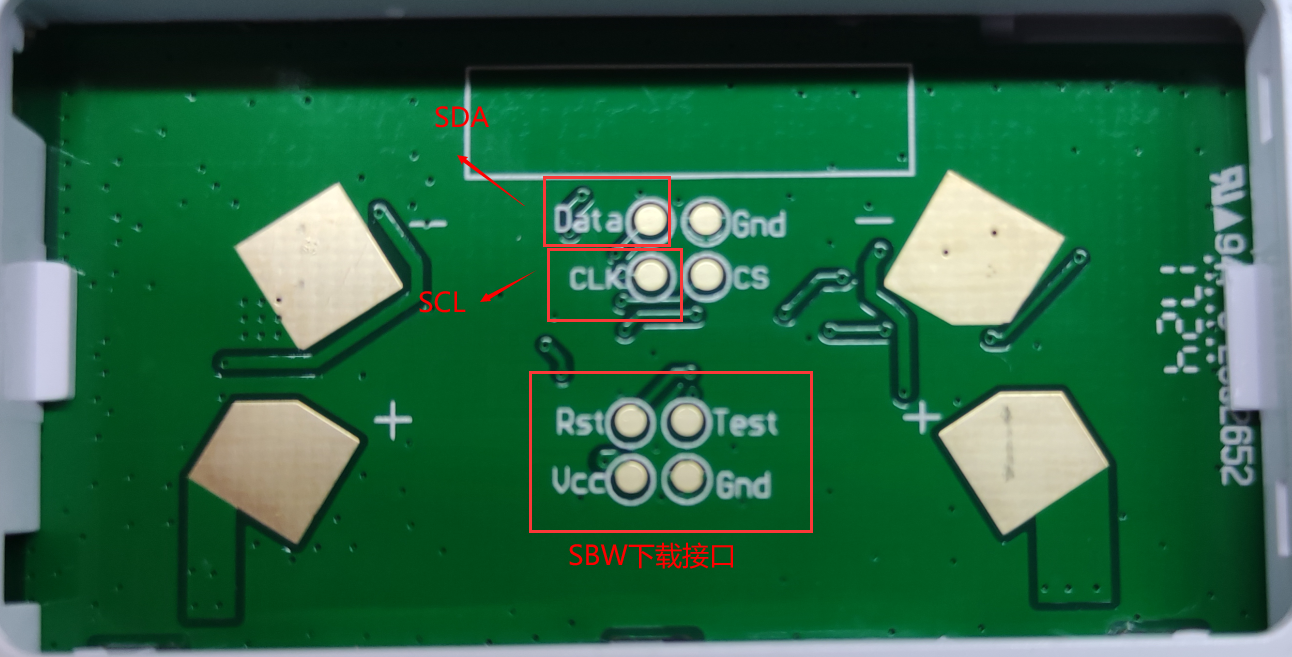 SDA
Data Gnd
CLK CS
SCL
Rst Test
Vcc Gnd
SBW下载接口